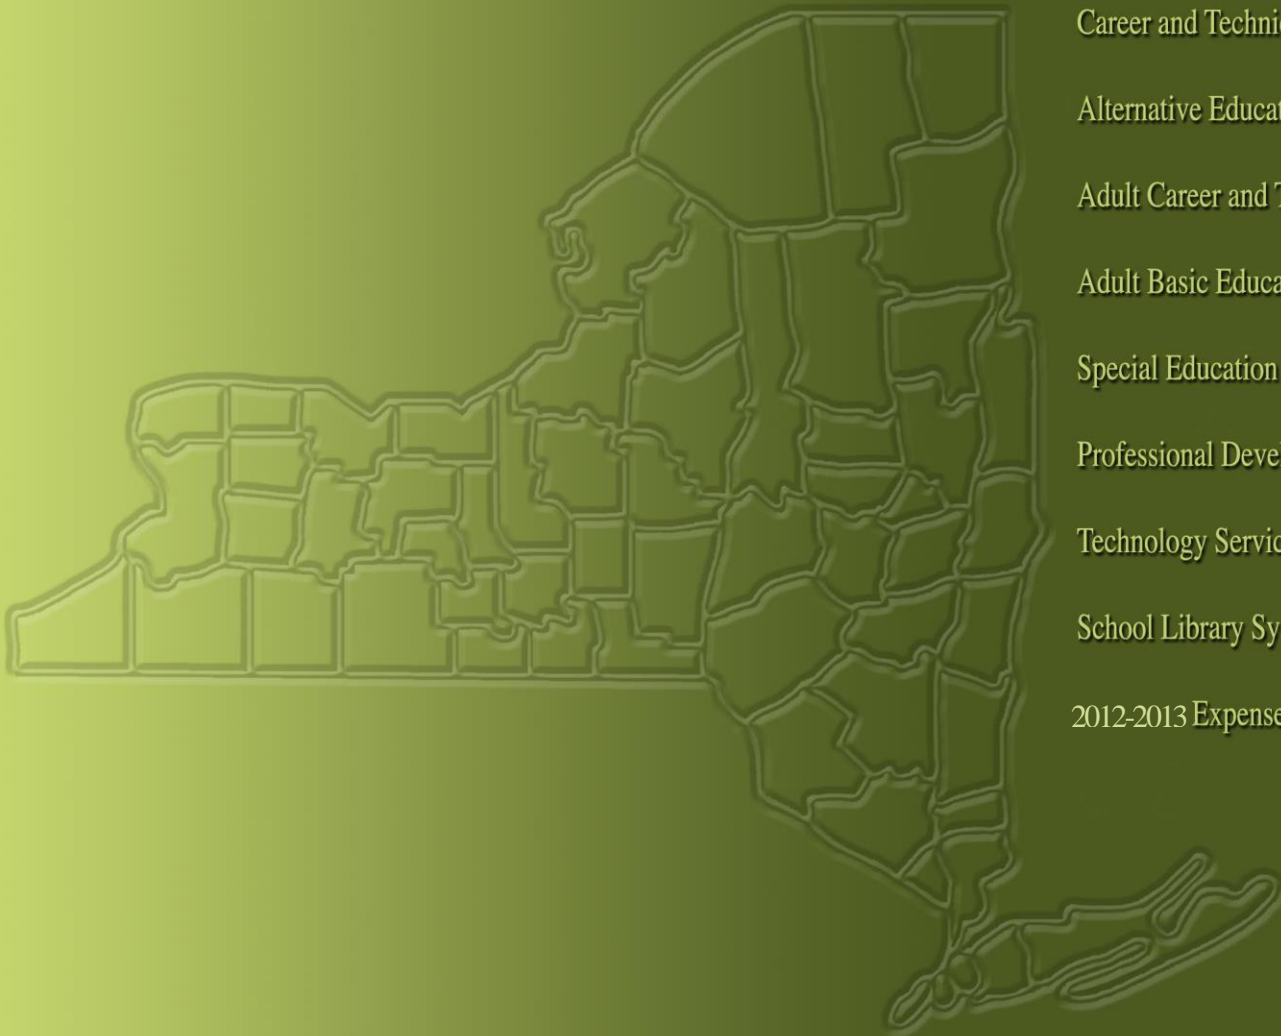 Career and Techni
Alternative Educat
Adult Career and T
Adult Basic Educa
Special Education
Professional Deve
Technology Servic
School Library Sy
2012-2013 Expense